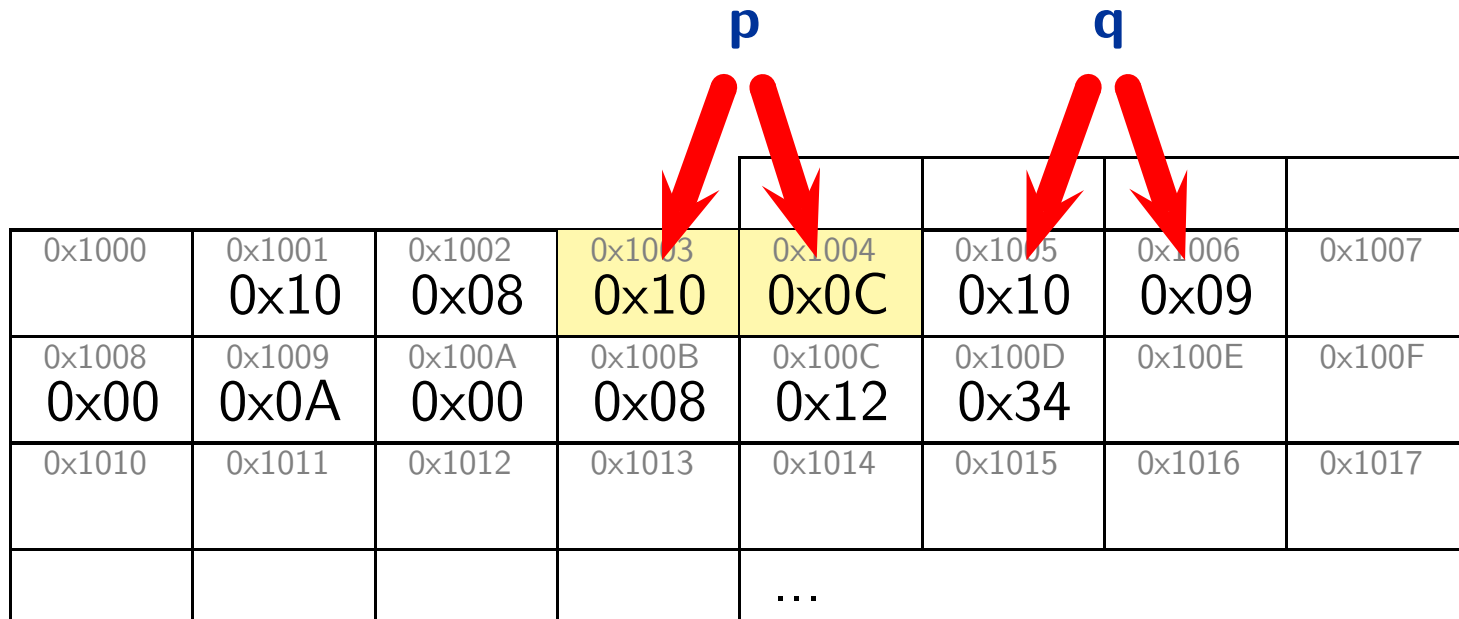 p q
0x1000 0x1001 0x1002 0x1003 0x1004 0x1005 0x1006 0x1007
0x10 0x08 0x10 0x0C 0x10 0x09
0x1008 0x1009 0x100A 0x100B 0x100C 0x100D 0x100E 0x100F
0x00 0x0A 0x00 0x08 0x12 0x34
0x1010 0x1011 0x1012 0x1013 0x1014 0x1015 0x1016 0x1017
...